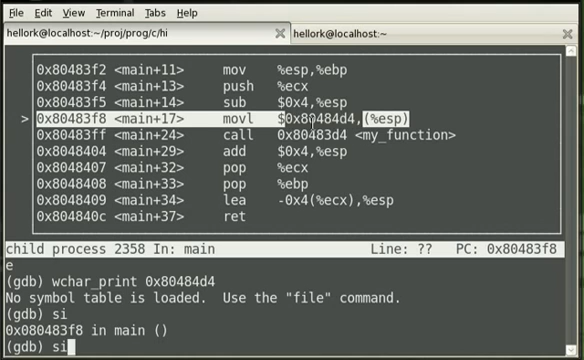 File Edit View Terminal Tabs Help
hellork@localhost:~/proj/prog/c/hi
hellork@localhost:~
0x80483f2 <main+11> mov %esp,%ebp
0x80483f4 <main+13> push %ecx
0x80483f5 <main+14> sub $0x4,%esp
> 0x80483f8 <main+17> movl $0x80484d4,(%esp)
0x80483ff <main+24> call 0x80483d4 <my_function>
0x8048404 <main+29> add $0x4,%esp
0x8048407 <main+32> pop %ecx
0x8048408 <main+33> pop %ebp
0x8048409 <main+34> lea -0x4(%ecx),%esp
0x804840c <main+37> ret
child process 2358 In: main Line: ?? PC: 0x80483f8
e
(gdb) wchar_print 0x80484d4
No symbol table is loaded. Use the "file" command.
(gdb) si
0x080483f8 in main ()
(gdb) si